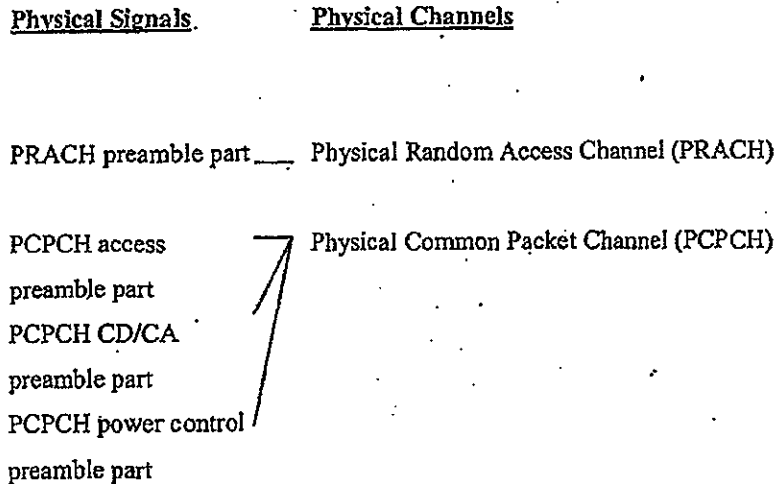 Physical Signals. Physical Channels
PRACH preamble part Physical Random Access Channel (PRACH)
PCPCH access Physical Common Packet Channel (PCPCH)
preamble part
PCPCH CD/CA
preamble part
PCPCH power control
preamble part